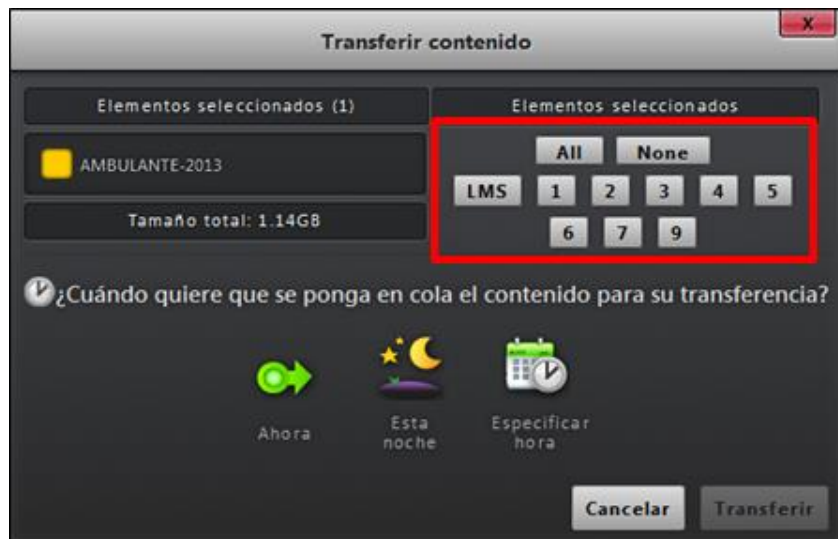 Transferir contenido
X
Elementos seleccionados (1)
Elementos seleccionados
AMBULANTE-2013
Tamaño total: 1.14GB
All None
LMS 1 2 3 4 5
6 7 9
¿Cuándo quiere que se ponga en cola el contenido para su transferencia?
Ahora
Esta
noche
Especificar
hora
Cancelar
Transferir